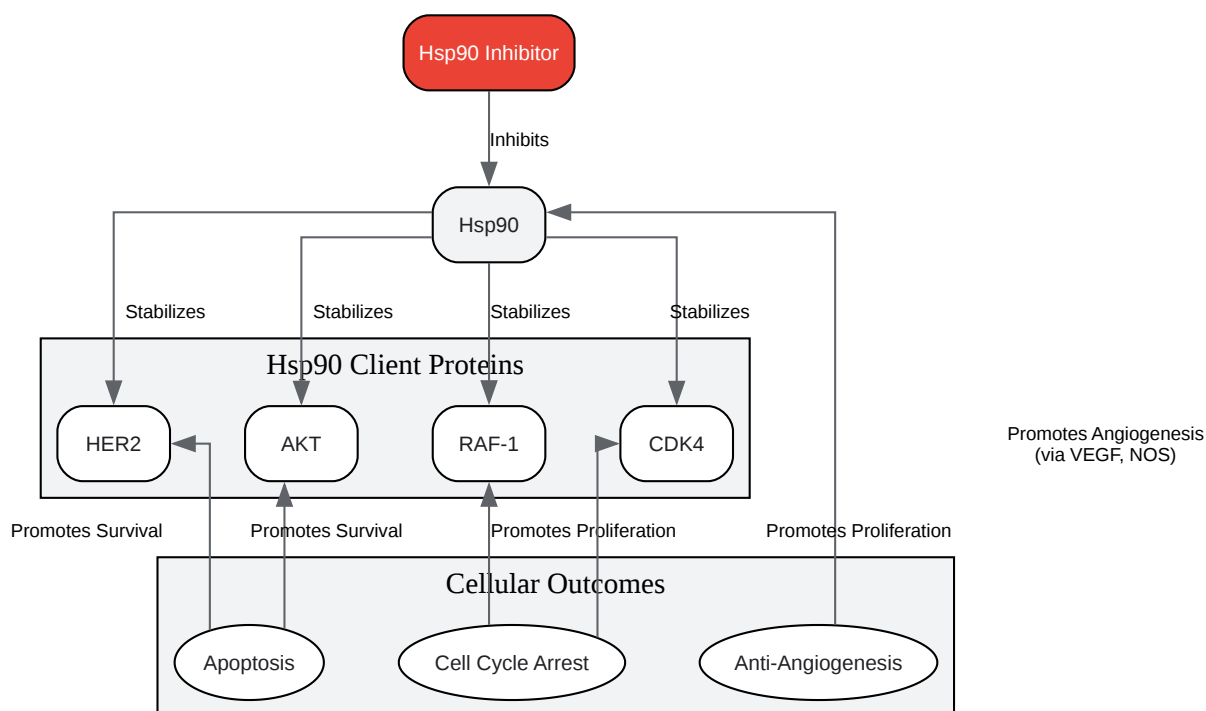 Hsp90 Inhibitor
Inhibits
Hsp90
Stabilizes
Stabilizes
Stabilizes
Stabilizes
Hsp90 Client Proteins
HER2
AKT
RAF-1
CDK4
Promotes Angiogenesis
(via VEGF, NOS)
Promotes Survival
Promotes Survival
Promotes Proliferation
Promotes Proliferation
Cellular Outcomes
Apoptosis
Cell Cycle Arrest
Anti-Angiogenesis